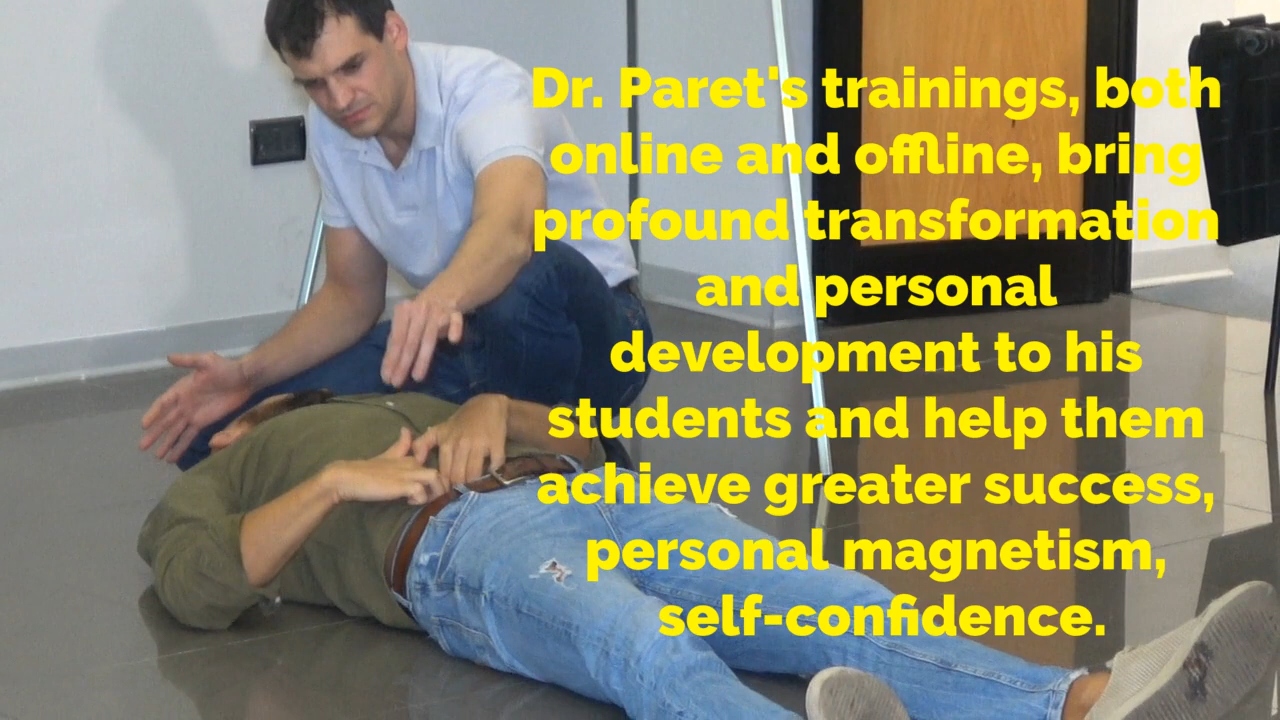 Dr. Paret's trainings, both
online and offline, bring
profound transformation
and personal
development to his
students and help them
achieve greater success,
personal magnetism,
self-confidence.